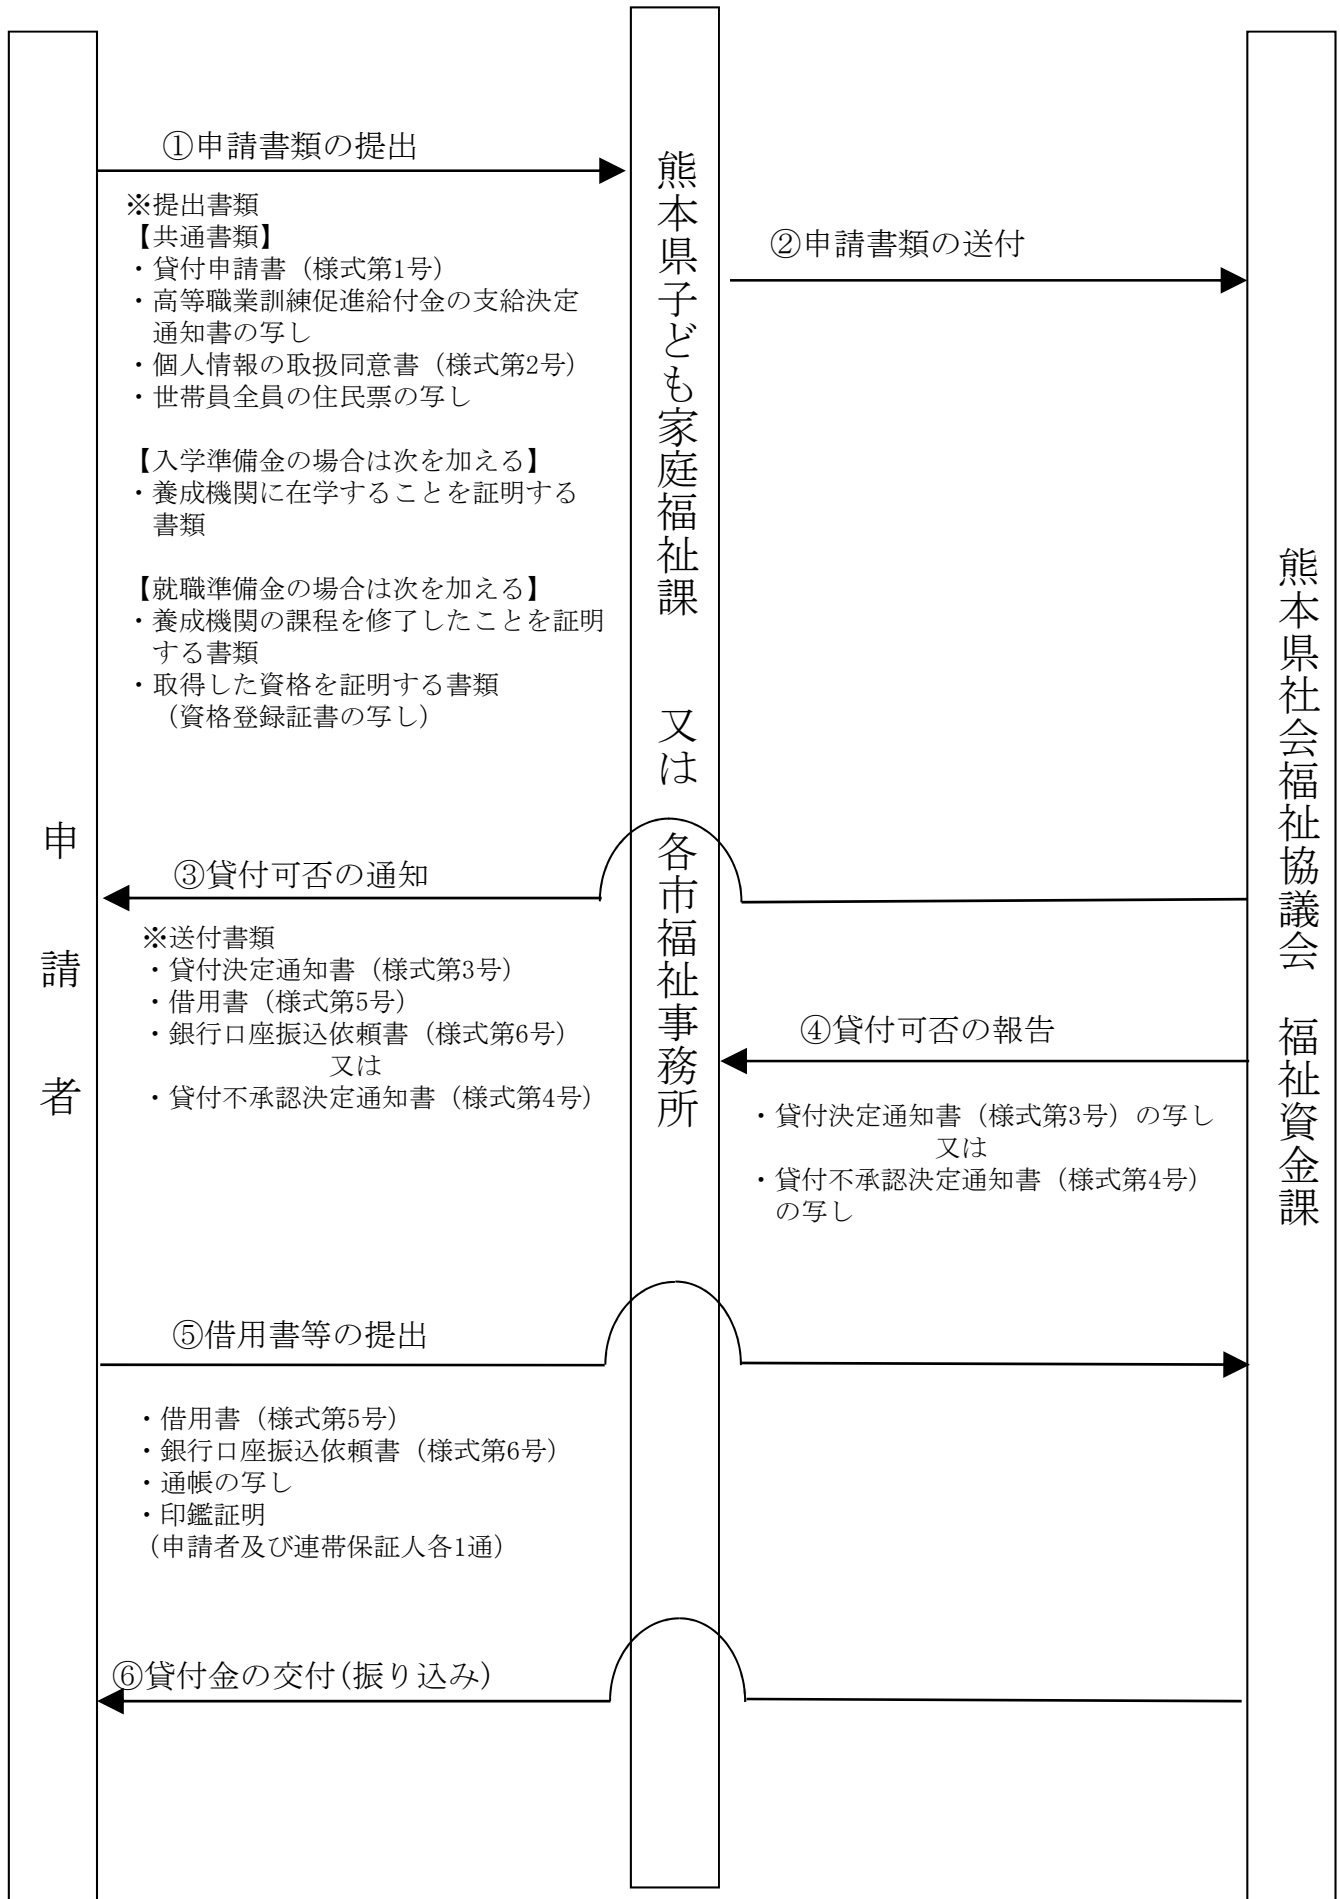 ①申請書類の提出
※提出書類
【共通書類】
・貸付申請書（様式第1号）
・高等職業訓練促進給付金の支給決定
通知書の写し
・個人情報の取扱同意書（様式第2号）
・世帯員全員の住民票の写し
【入学準備金の場合は次を加える】
・養成機関に在学することを証明する
書類
【就職準備金の場合は次を加える】
・養成機関の課程を修了したことを証明
する書類
・取得した資格を証明する書類
（資格登録証書の写し）
②申請書類の送付
申請者
熊本県子ども家庭福祉課　又は　各市福祉事務所
熊本県社会福祉協議会　福祉資金課
③貸付可否の通知
※送付書類
・貸付決定通知書（様式第3号）
・借用書（様式第5号）
・銀行口座振込依頼書（様式第6号）
又は
・貸付不承認決定通知書（様式第4号）
④貸付可否の報告
・貸付決定通知書（様式第3号）の写し
又は
・貸付不承認決定通知書（様式第4号）
の写し
⑤借用書等の提出
・借用書（様式第5号）
・銀行口座振込依頼書（様式第6号）
・通帳の写し
・印鑑証明
（申請者及び連帯保証人各1通）
⑥貸付金の交付(振り込み)